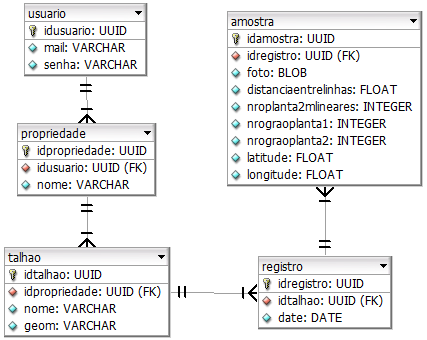 usuario
idusuario: UUID
mail: VARCHAR
senha: VARCHAR
propriedade
idpropriedade: UUID
idusuario: UUID (FK)
nome: VARCHAR
talhao
idtalhao: UUID
idpropriedade: UUID (FK)
nome: VARCHAR
geom: VARCHAR
amostra
idamostra: UUID
idregistro: UUID (FK)
foto: BLOB
distanciaentrelinhas: FLOAT
nroplanta2mlineares: INTEGER
nrograoplanta1: INTEGER
nrograoplanta2: INTEGER
latitude: FLOAT
longitude: FLOAT
registro
idregistro: UUID
idtalhao: UUID (FK)
date: DATE